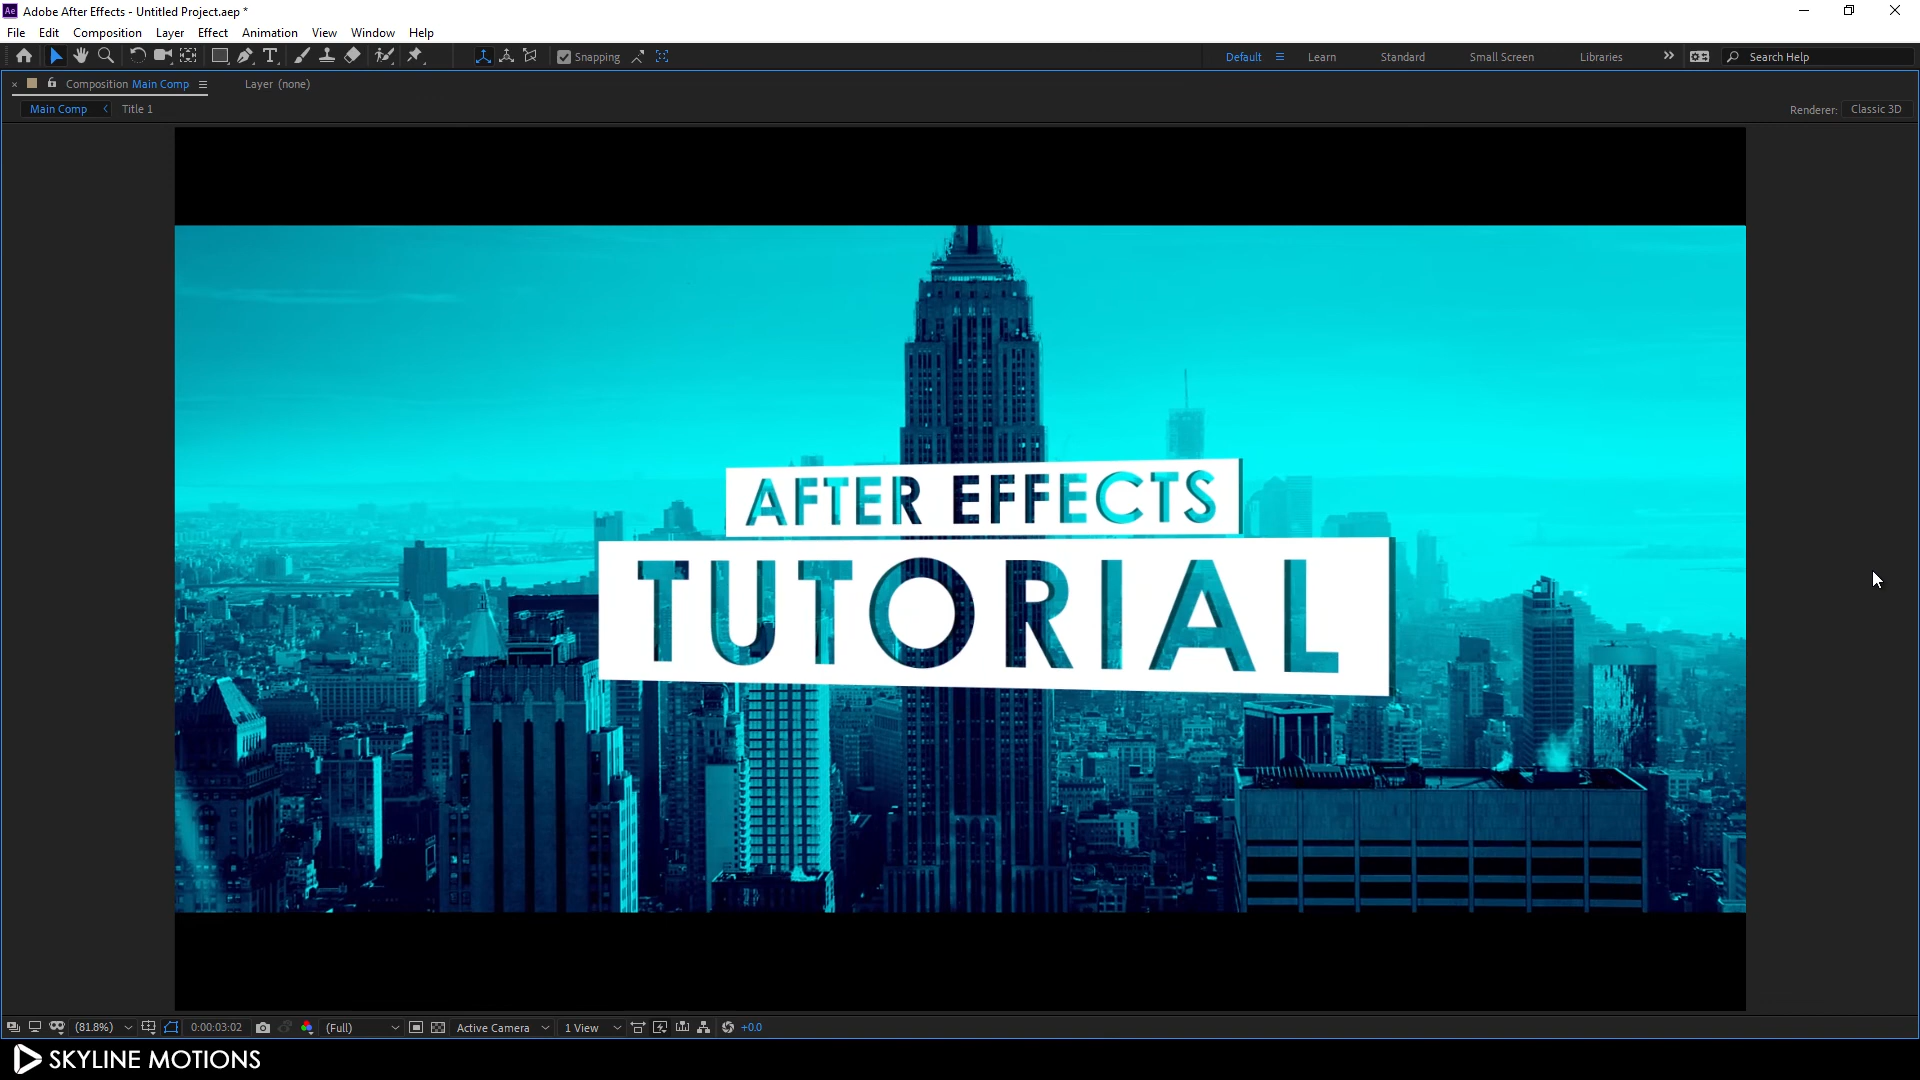 Ae Adobe After Effects - Untitled Project.aep *
File Edit Composition Layer Effect Animation View Window Help
Snapping Default Learn Standard Small Screen Libraries Search Help
Composition Main Comp Layer (none)
Main Comp Title 1 Renderer: Classic 3D
AFTER EFFECTS
TUTORIAL
(81.8%) 0:00:03:02 (Full) Active Camera 1 View +0.0
SKYLINE MOTIONS